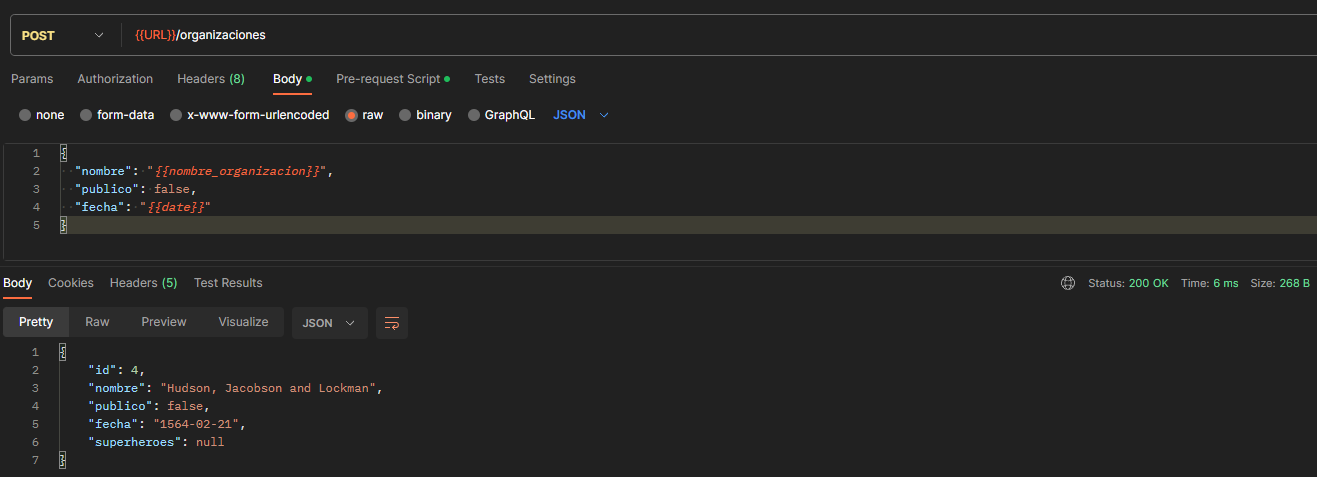 POST {{URL}}/organizaciones
Params Authorization Headers (8) Body Pre-request Script Tests Settings
none form-data x-www-form-urlencoded raw binary GraphQL JSON
1 {
2 "nombre": "{{nombre_organizacion}}",
3 "publico": false,
4 "fecha": "{{date}}"
5 }
Body Cookies Headers (5) Test Results Status: 200 OK Time: 6 ms Size: 268 B
Pretty Raw Preview Visualize JSON
1 {
2 "id": 4,
3 "nombre": "Hudson, Jacobson and Lockman",
4 "publico": false,
5 "fecha": "1564-02-21",
6 "superheroes": null
7 }